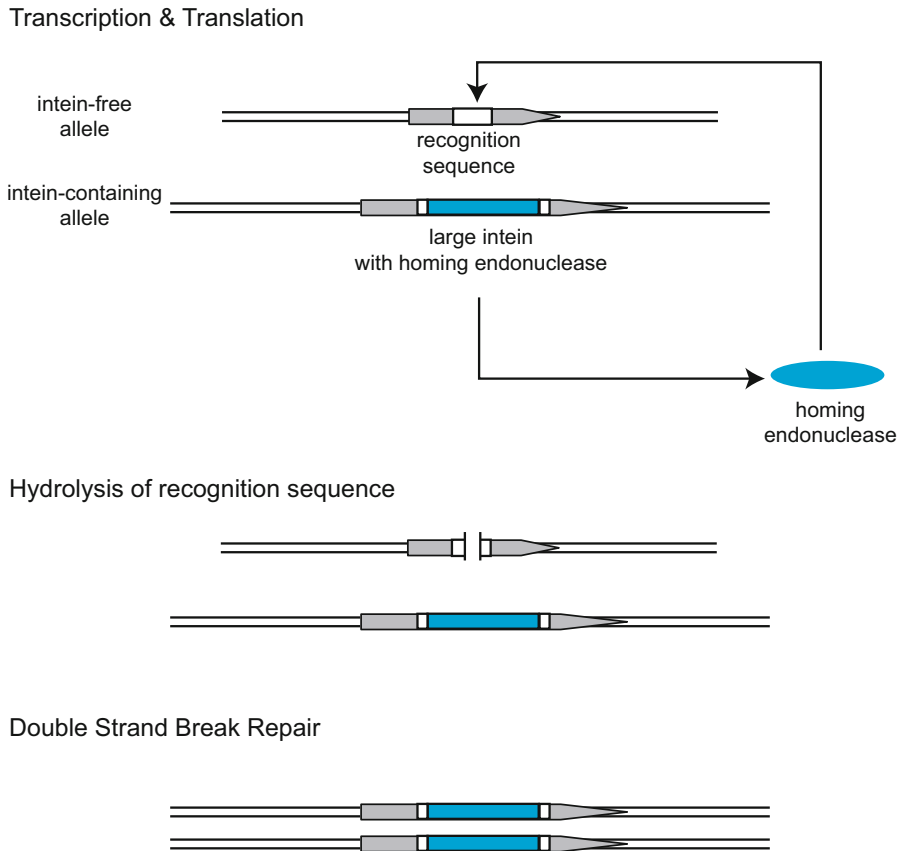 Transcription & Translation
intein-free
allele
recognition
sequence
intein-containing
allele
large intein
with homing endonuclease
homing
endonuclease
Hydrolysis of recognition sequence
Double Strand Break Repair